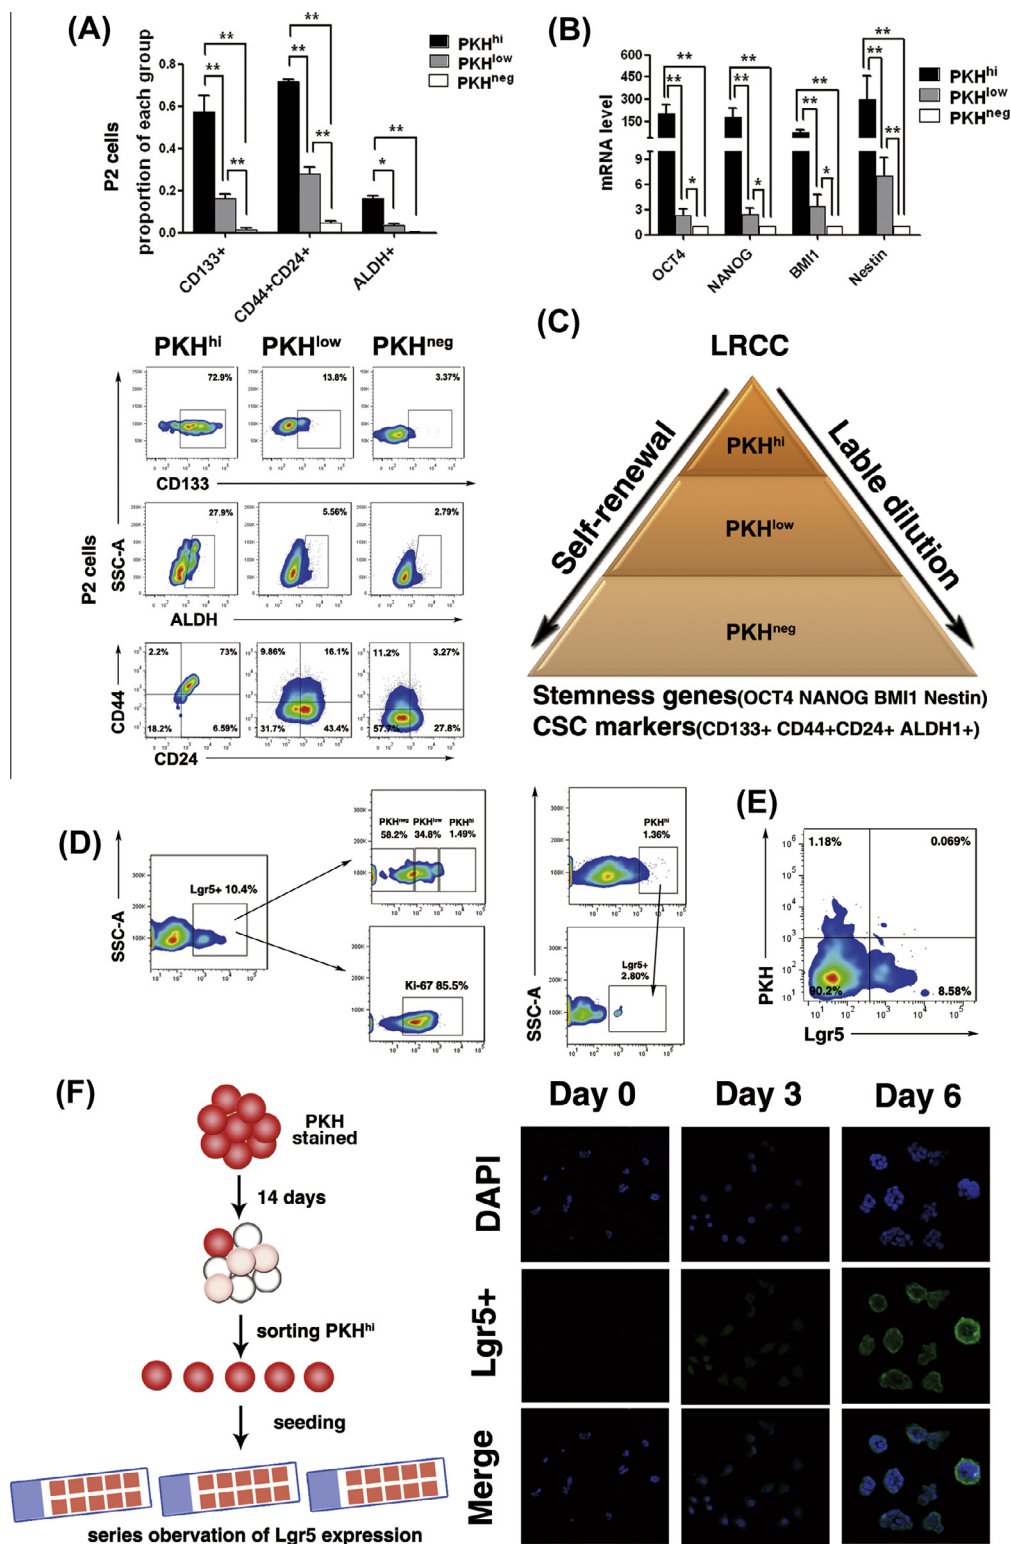 (A)
P2 cells
proportion of each group
0.8
0.6
0.4
0.2
0.0
**
**
**
**
**
**
**
*
PKHhi
PKHlow
PKHneg
CD133+
CD44+CD24+
ALDH+
(B)
mRNA level
600
450
300
150
9
6
3
0
**
**
*
**
**
*
**
**
*
**
**
**
PKHhi
PKHlow
PKHneg
OCT4
NANOG
BMI1
Nestin
PKHhi PKHlow PKHneg
P2 cells
SSC-A
72.9%
13.8%
3.37%
CD133
27.9%
5.56%
2.79%
ALDH
CD44
2.2% 73%
18.2% 6.59%
9.86% 16.1%
31.7% 43.4%
11.2% 3.27%
57.7% 27.8%
CD24
(C)
LRCC
Self-renewal
Lable dilution
PKHhi
PKHlow
PKHneg
Stemness genes(OCT4 NANOG BMI1 Nestin)
CSC markers(CD133+ CD44+CD24+ ALDH1+)
(D)
SSC-A
Lgr5+ 10.4%
PKHneg PKHlow PKHhi
58.2% 34.8% 1.49%
Ki-67 85.5%
SSC-A
PKHhi
1.36%
Lgr5+
2.80%
(E)
PKH
1.18% 0.069%
90.2% 8.58%
Lgr5
(F)
PKH
stained
14 days
sorting PKHhi
seeding
series obervation of Lgr5 expression
Day 0 Day 3 Day 6
DAPI
Lgr5+
Merge